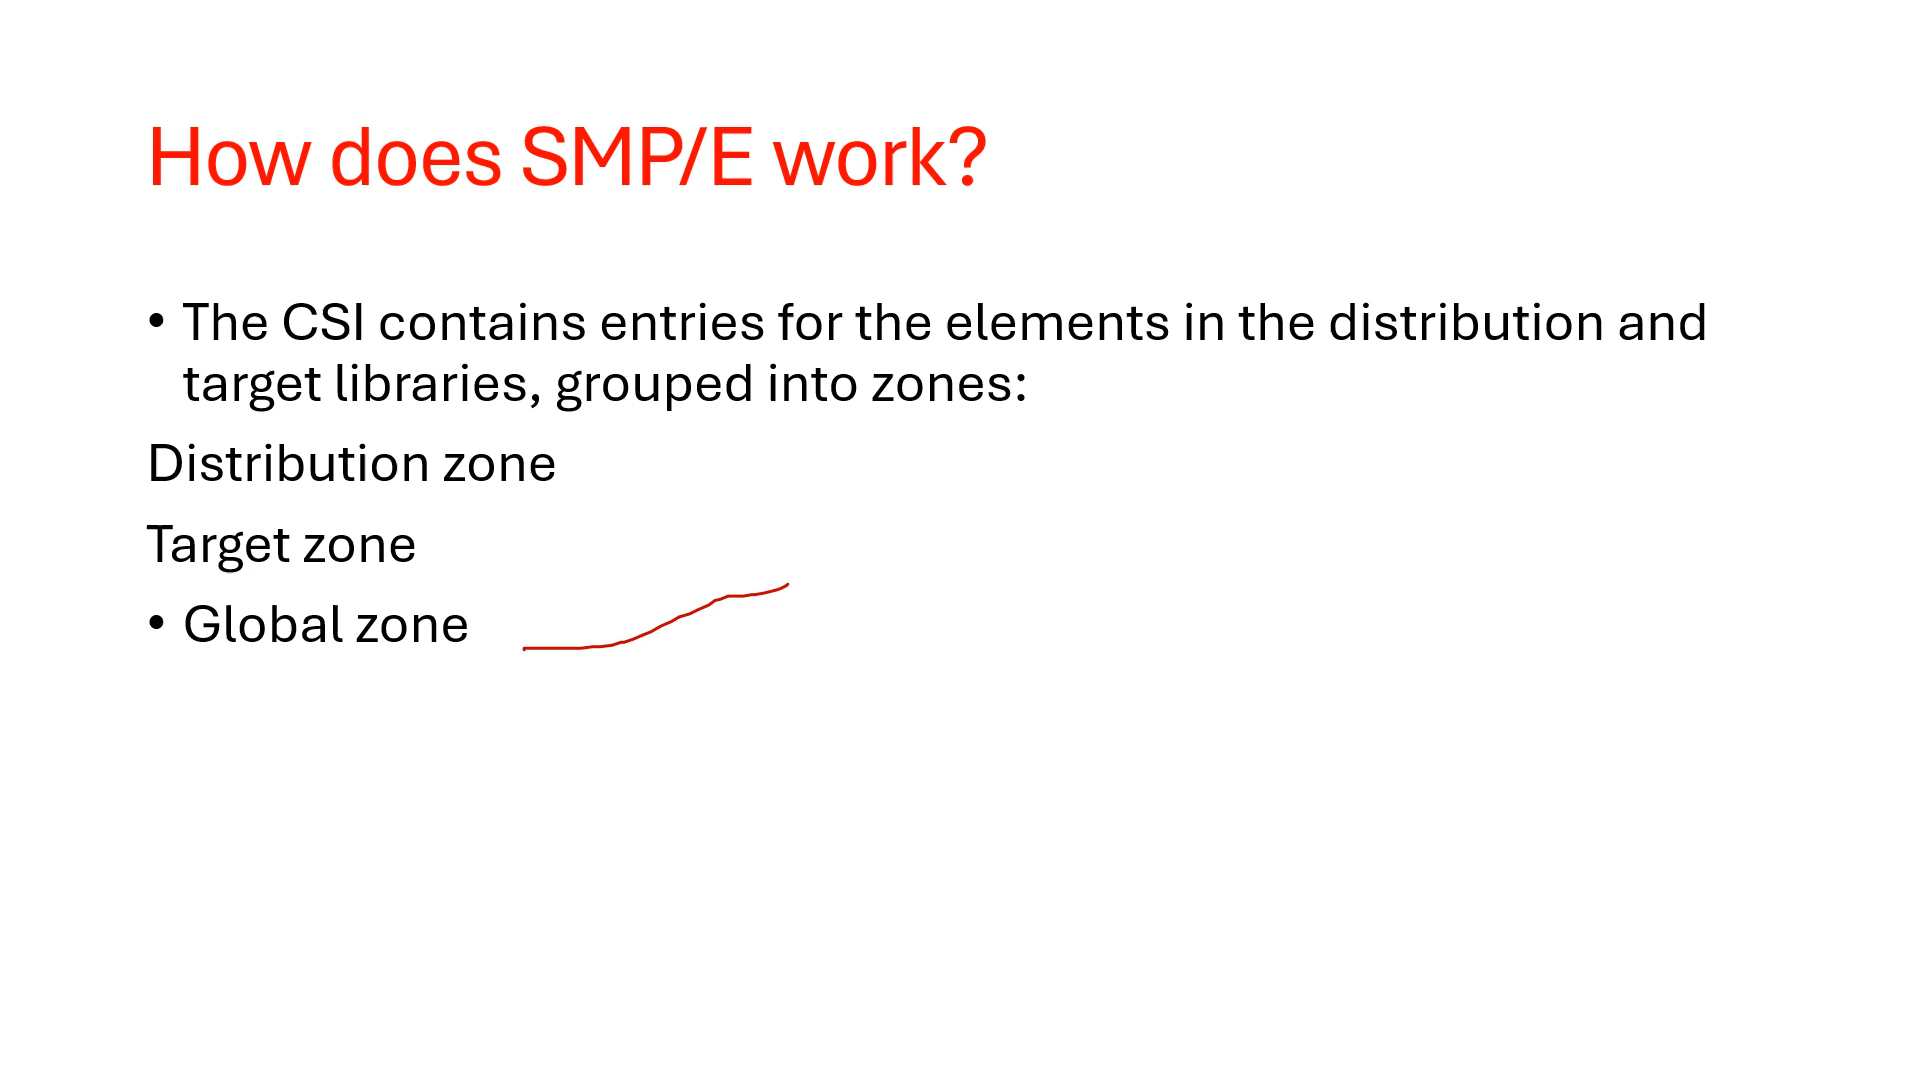 How does SMP/E work?
• The CSI contains entries for the elements in the distribution and
target libraries, grouped into zones:
Distribution zone
Target zone
• Global zone